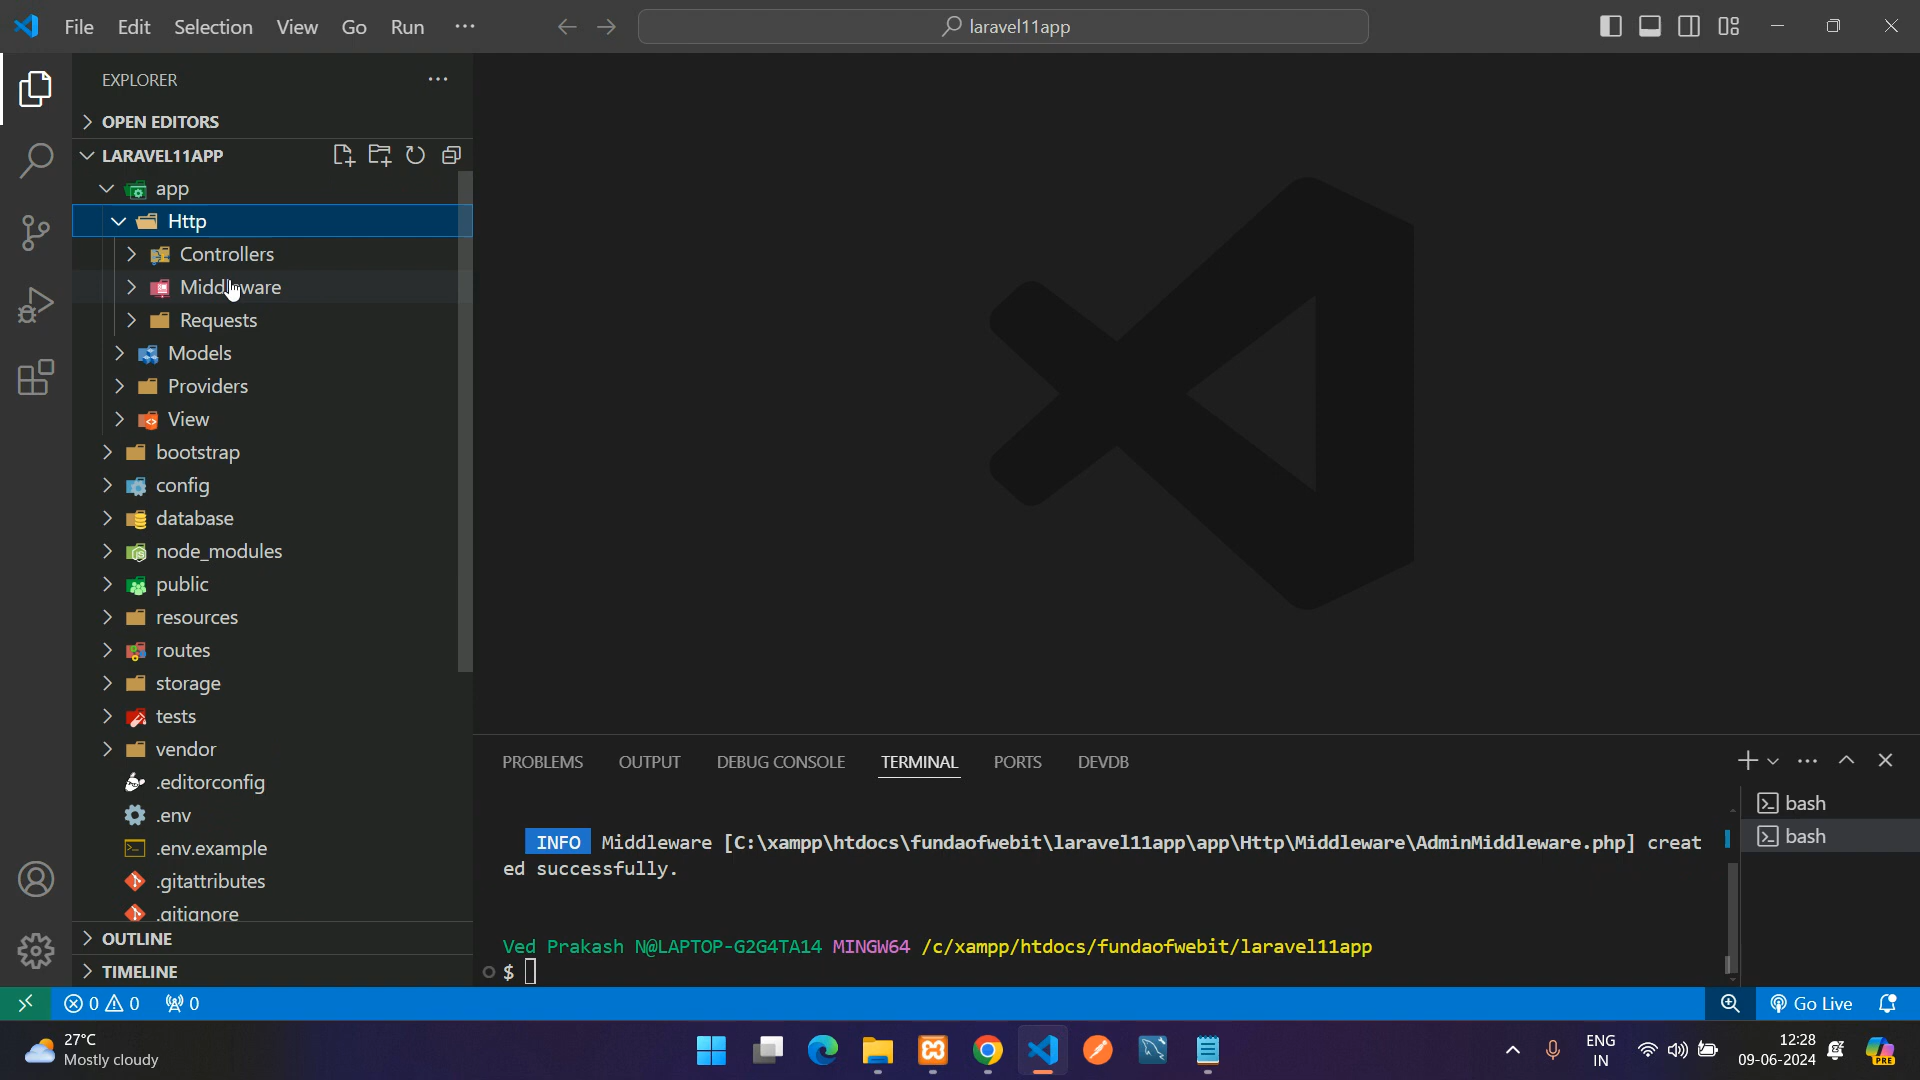 File Edit Selection View Go Run ···
laravel11app
EXPLORER
OPEN EDITORS
LARAVEL11APP
app
Http
Controllers
Middleware
Requests
Models
Providers
View
bootstrap
config
database
node_modules
public
resources
routes
storage
tests
vendor
.editorconfig
.env
.env.example
.gitattributes
.gitignore
OUTLINE
TIMELINE
PROBLEMS OUTPUT DEBUG CONSOLE TERMINAL PORTS DEVDB
INFO Middleware [C:\xampp\htdocs\fundaofwebit\laravel11app\app\Http\Middleware\AdminMiddleware.php] creat
ed successfully.
Ved Prakash N@LAPTOP-G2G4TA14 MINGW64 /c/xampp/htdocs/fundaofwebit/laravel11app
$
bash
bash
0 0 0
Go Live
27°C
Mostly cloudy
ENG
IN
12:28
09-06-2024
PRE